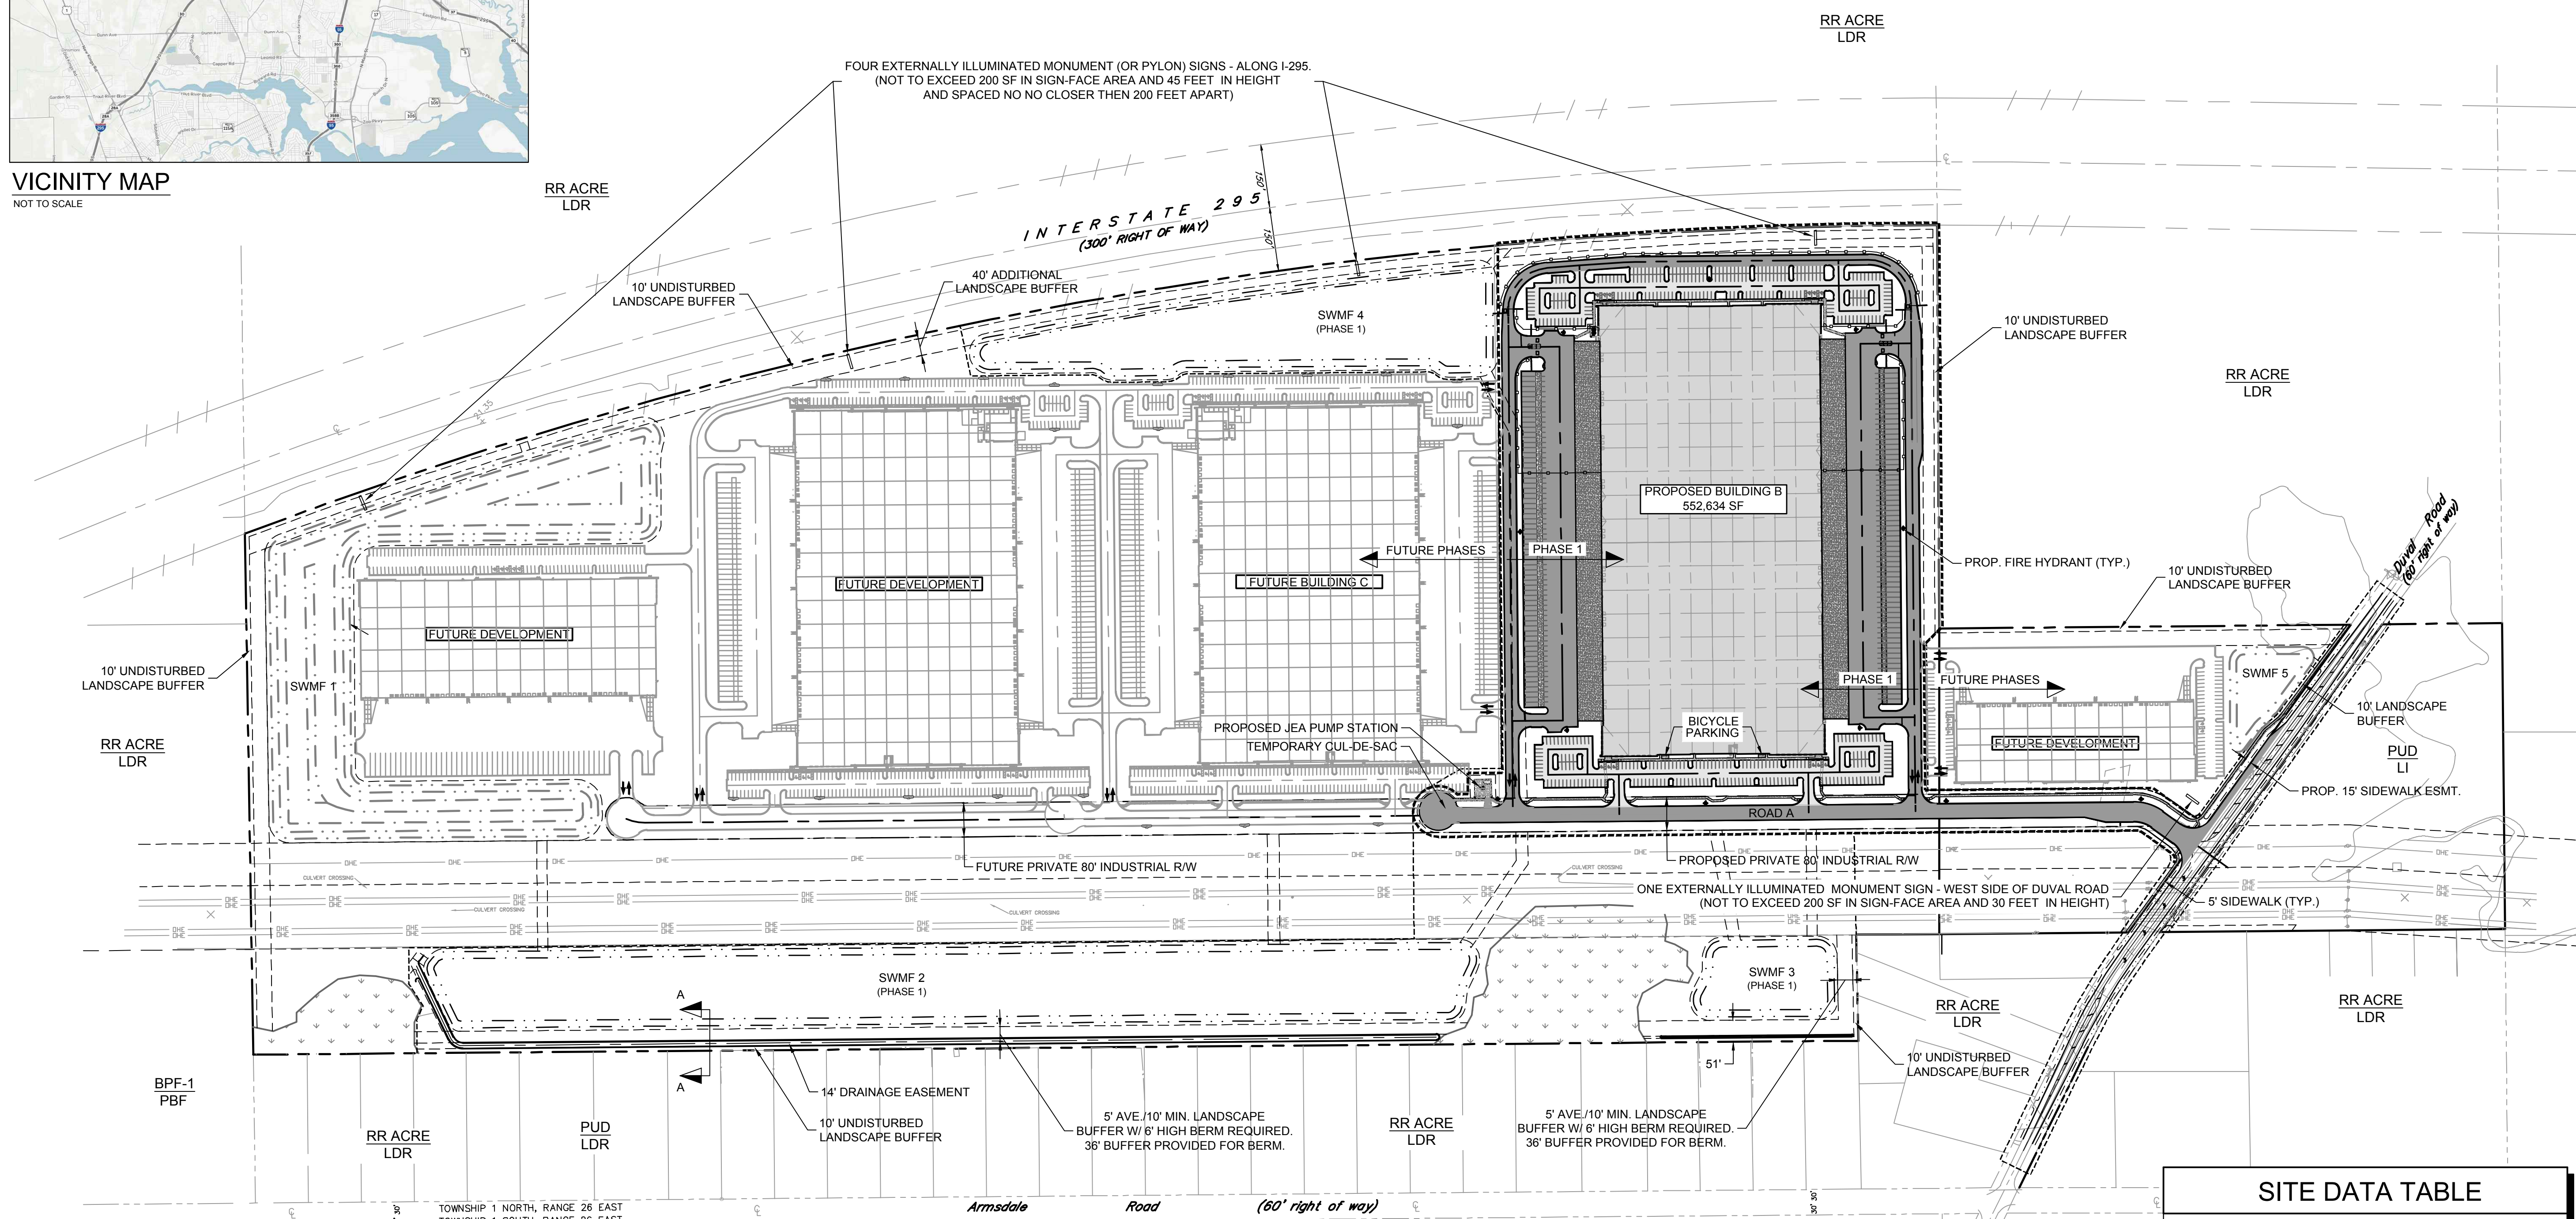 VICINITY MAP
NOT TO SCALE
RR ACRE
LDR
FOUR EXTERNALLY ILLUMINATED MONUMENT (OR PYLON) SIGNS - ALONG I-295.
(NOT TO EXCEED 200 SF IN SIGN-FACE AREA AND 45 FEET IN HEIGHT
AND SPACED NO NO CLOSER THEN 200 FEET APART)
RR ACRE
LDR
INTERSTATE 295
(300' RIGHT OF WAY)
150'
150'
10' UNDISTURBED
LANDSCAPE BUFFER
40' ADDITIONAL
LANDSCAPE BUFFER
SWMF 4
(PHASE 1)
10' UNDISTURBED
LANDSCAPE BUFFER
RR ACRE
LDR
PROPOSED BUILDING B
552,634 SF
FUTURE PHASES
PHASE 1
FUTURE DEVELOPMENT
FUTURE BUILDING C
FUTURE DEVELOPMENT
PROP. FIRE HYDRANT (TYP.)
10' UNDISTURBED
LANDSCAPE BUFFER
Duval Road
(60' right of way)
10' UNDISTURBED
LANDSCAPE BUFFER
SWMF 1
PHASE 1
FUTURE PHASES
SWMF 5
10' LANDSCAPE
BUFFER
RR ACRE
LDR
PROPOSED JEA PUMP STATION
TEMPORARY CUL-DE-SAC
BICYCLE
PARKING
FUTURE DEVELOPMENT
PUD
LI
PROP. 15' SIDEWALK ESMT.
ROAD A
FUTURE PRIVATE 80' INDUSTRIAL R/W
PROPOSED PRIVATE 80' INDUSTRIAL R/W
CULVERT CROSSING
CULVERT CROSSING
CULVERT CROSSING
CULVERT CROSSING
ONE EXTERNALLY ILLUMINATED MONUMENT SIGN - WEST SIDE OF DUVAL ROAD
(NOT TO EXCEED 200 SF IN SIGN-FACE AREA AND 30 FEET IN HEIGHT)
5' SIDEWALK (TYP.)
SWMF 2
(PHASE 1)
SWMF 3
(PHASE 1)
A
A
RR ACRE
LDR
RR ACRE
LDR
51'
10' UNDISTURBED
LANDSCAPE BUFFER
BPF-1
PBF
14' DRAINAGE EASEMENT
10' UNDISTURBED
LANDSCAPE BUFFER
5' AVE./10' MIN. LANDSCAPE
BUFFER W/ 6' HIGH BERM REQUIRED.
36' BUFFER PROVIDED FOR BERM.
5' AVE./10' MIN. LANDSCAPE
BUFFER W/ 6' HIGH BERM REQUIRED.
36' BUFFER PROVIDED FOR BERM.
RR ACRE
LDR
PUD
LDR
RR ACRE
LDR
SITE DATA TABLE
TOWNSHIP 1 NORTH, RANGE 26 EAST
Armsdale Road (60' right of way)
30' 30'